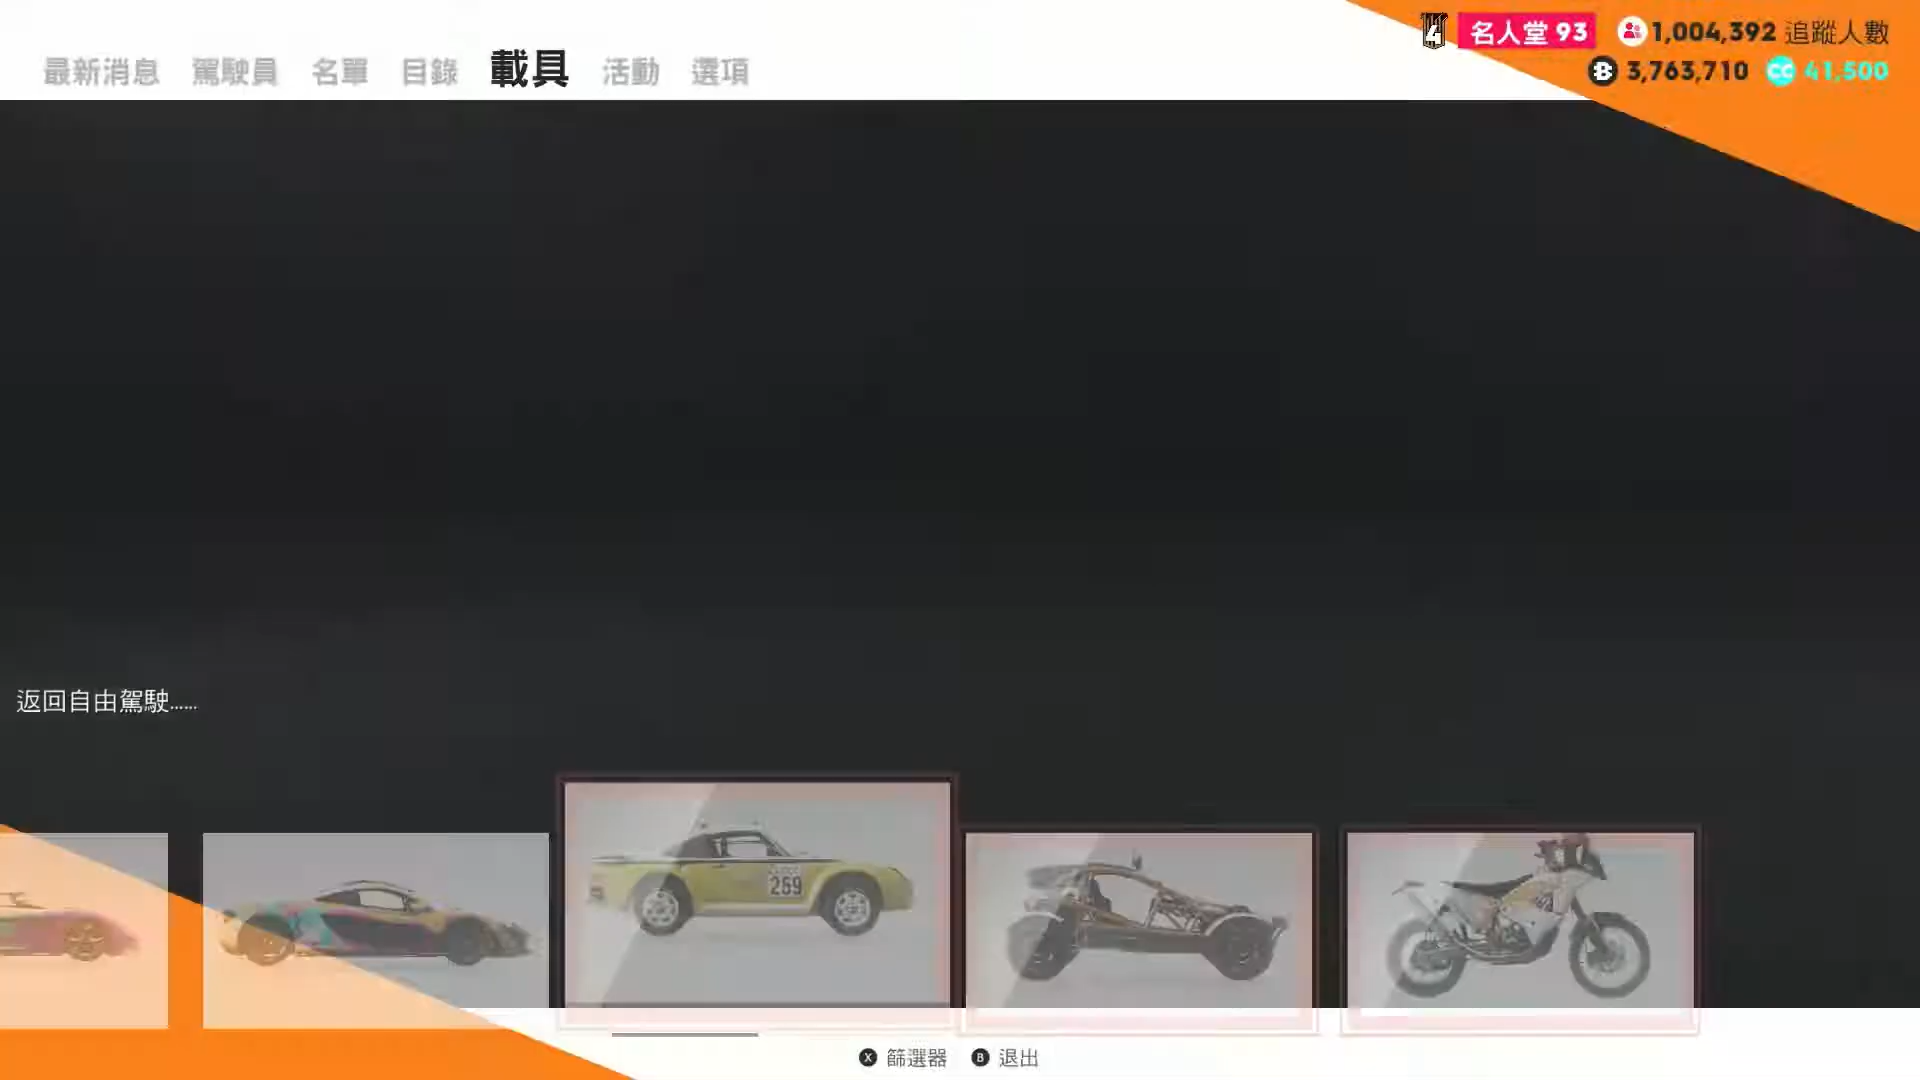 名人堂 93 1,004,392 追蹤人數
最新消息 駕駛員 名單 目錄 載具 活動 選項
3,763,710 CC 41,500
返回自由駕駛......
259
X 篩選器 B 退出